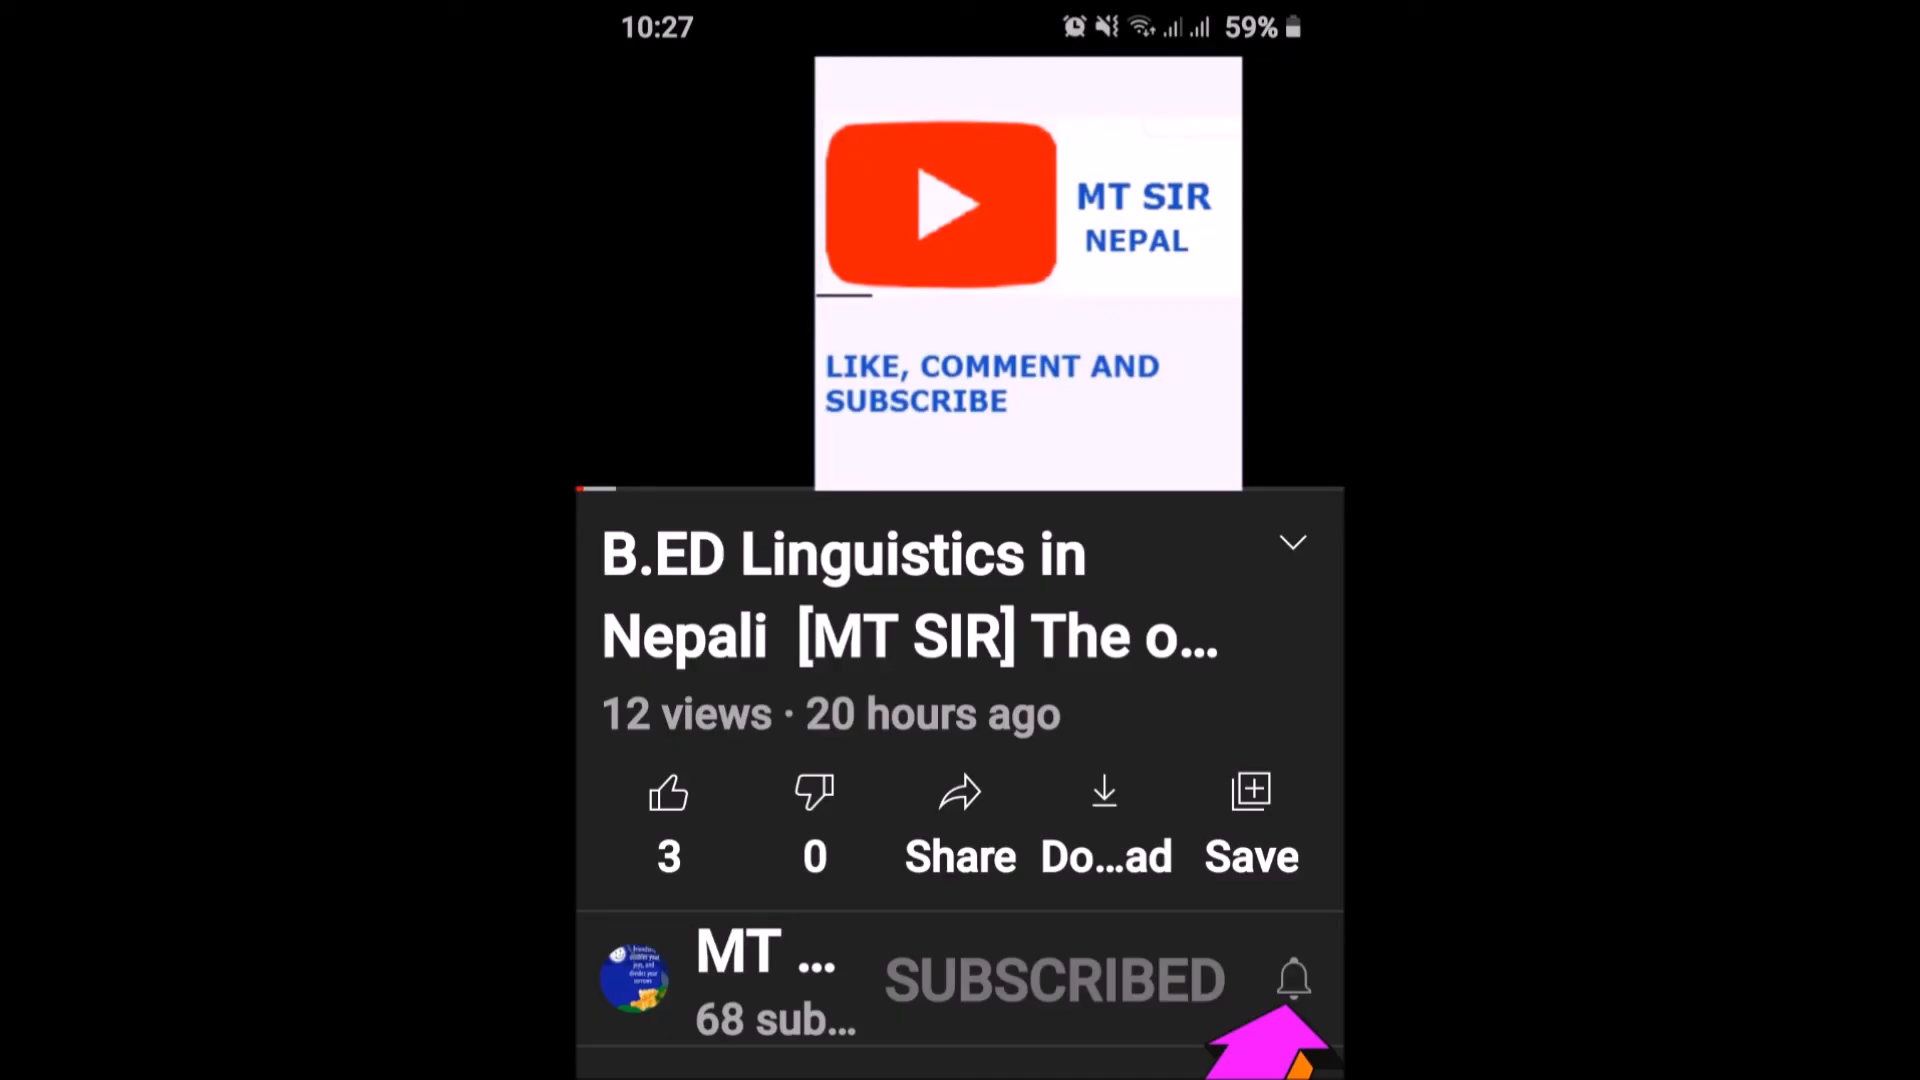 10:27
59%
MT SIR
NEPAL
LIKE, COMMENT AND
SUBSCRIBE
B.ED Linguistics in
Nepali [MT SIR] The o...
12 views · 20 hours ago
3
0
Share
Do...ad
Save
MT ...
SUBSCRIBED
68 sub...